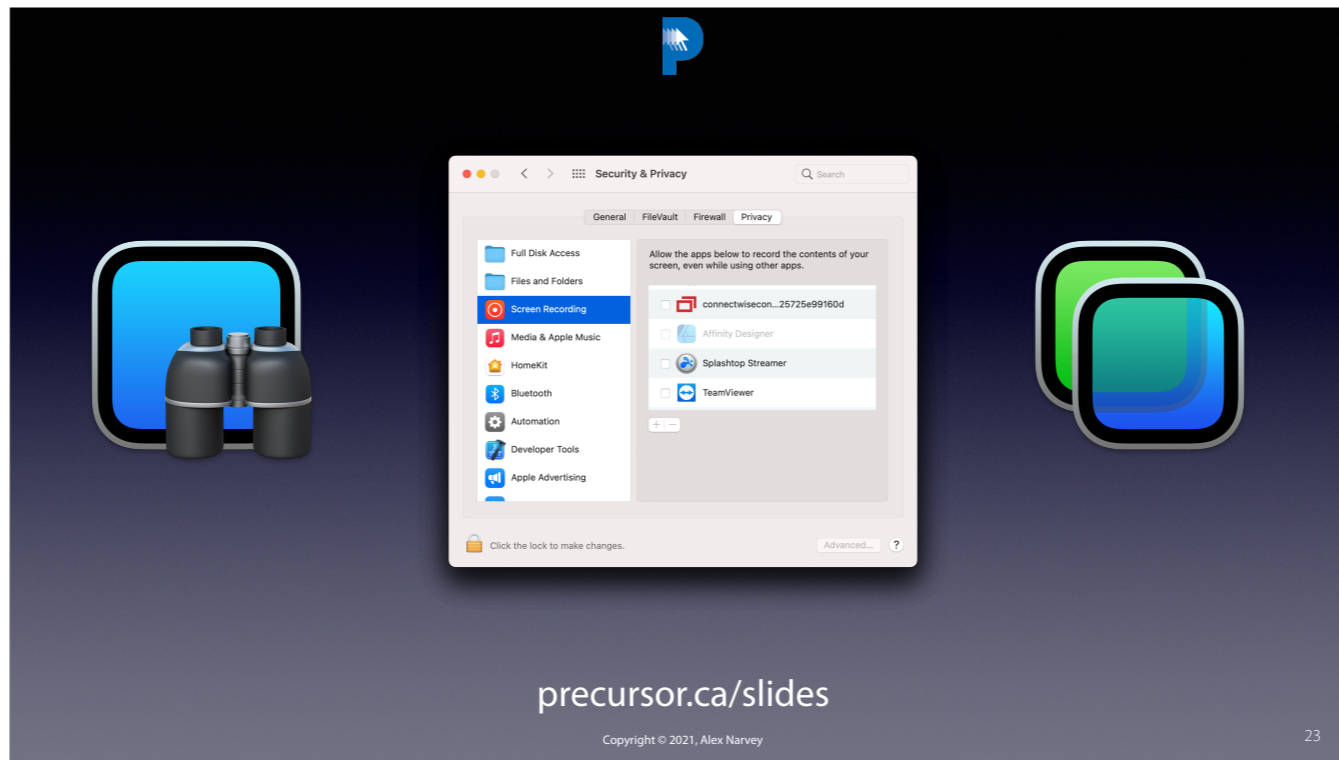 P
Security & Privacy
Search
General FileVault Firewall Privacy
Full Disk Access
Files and Folders
Screen Recording
Media & Apple Music
HomeKit
Bluetooth
Automation
Developer Tools
Apple Advertising
Allow the apps below to record the contents of your
screen, even while using other apps.
connectwisecon...25725e99160d
Affinity Designer
Splashtop Streamer
TeamViewer
+ −
Click the lock to make changes.
Advanced... ?
precursor.ca/slides
Copyright © 2021, Alex Narvey
23